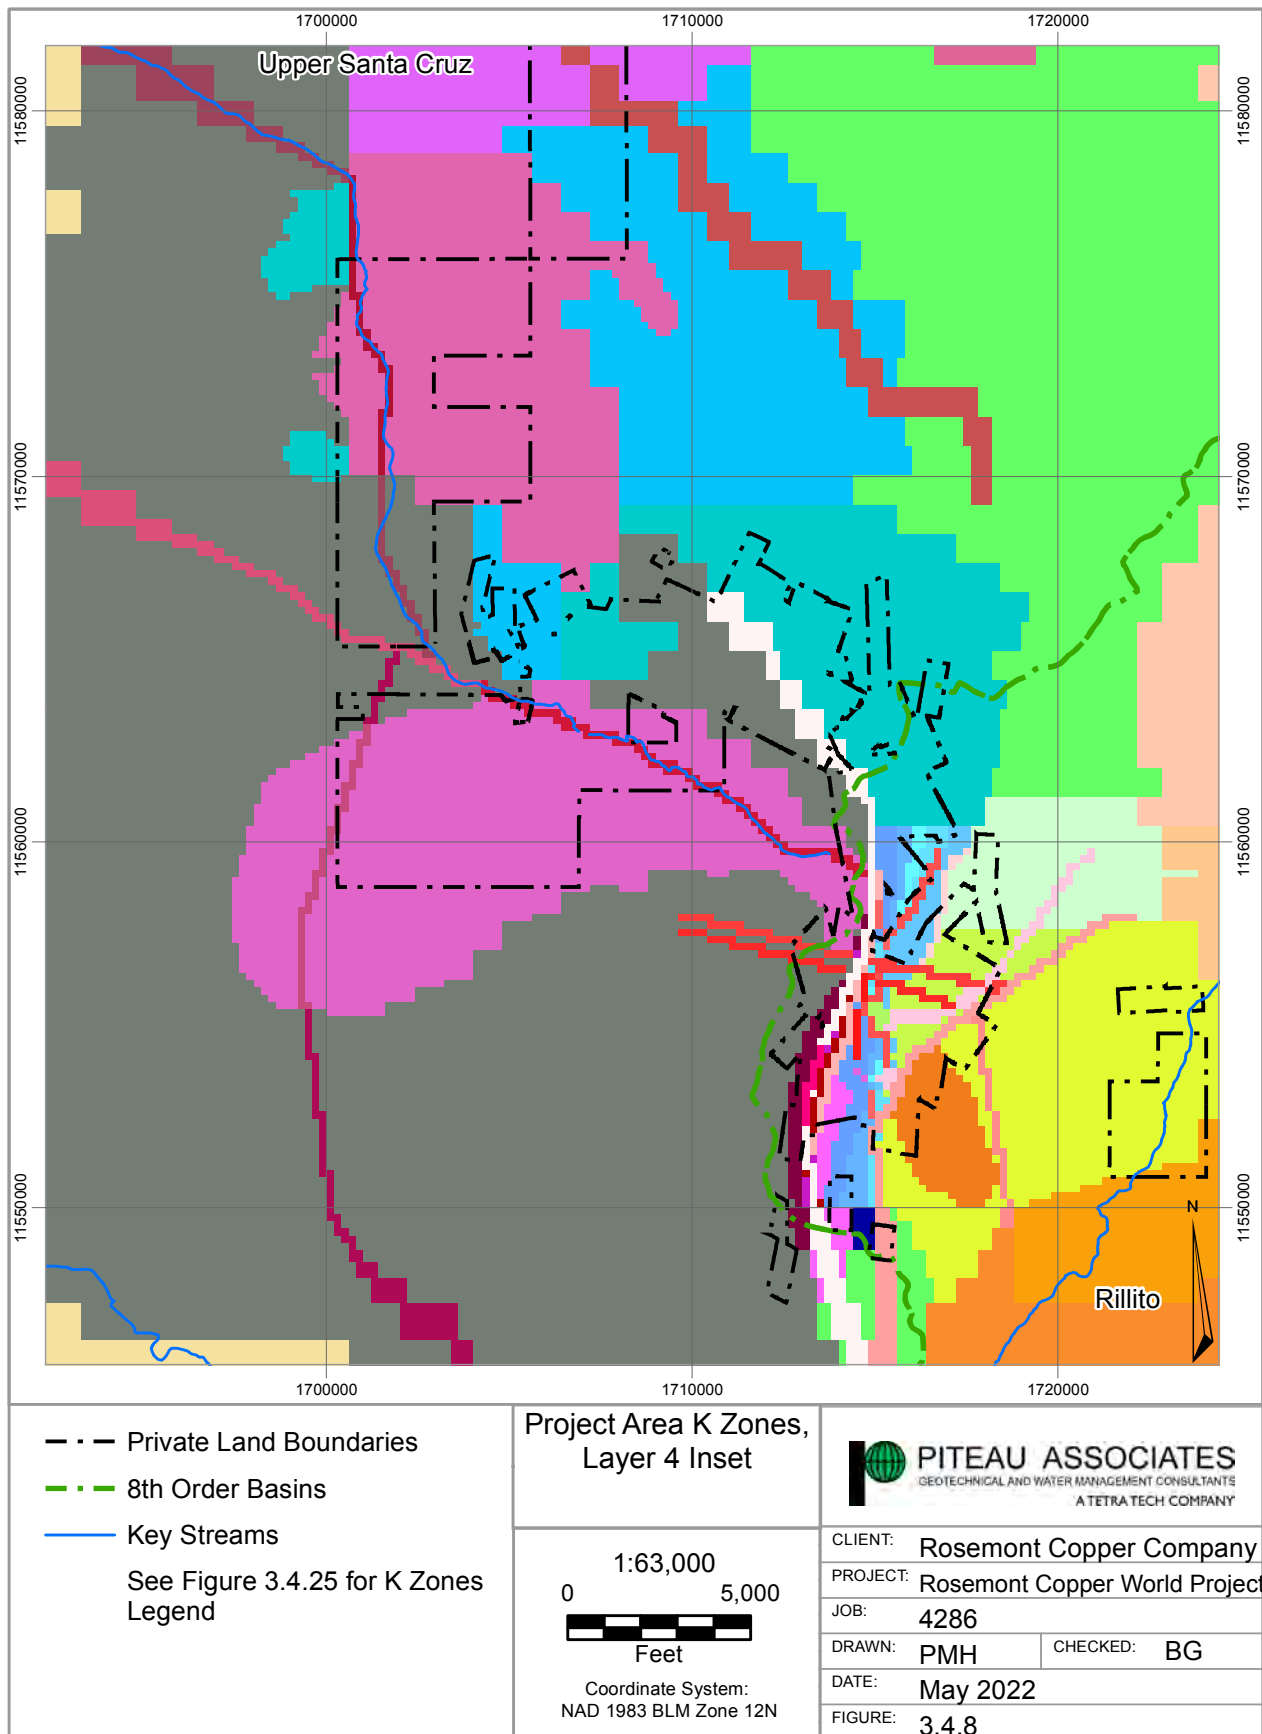 1700000
1710000
1720000
Upper Santa Cruz
11580000
11580000
11570000
11570000
11560000
11560000
11550000
11550000
N
Rillito
1700000
1710000
1720000
Private Land Boundaries
8th Order Basins
Key Streams
See Figure 3.4.25 for K Zones
Legend
Project Area K Zones,
Layer 4 Inset
1:63,000
0 5,000
Feet
Coordinate System:
NAD 1983 BLM Zone 12N
PITEAU ASSOCIATES
GEOTECHNICAL AND WATER MANAGEMENT CONSULTANTS
A TETRA TECH COMPANY
CLIENT: Rosemont Copper Company
PROJECT: Rosemont Copper World Project
JOB: 4286
DRAWN: PMH CHECKED: BG
DATE: May 2022
FIGURE: 3.4.8